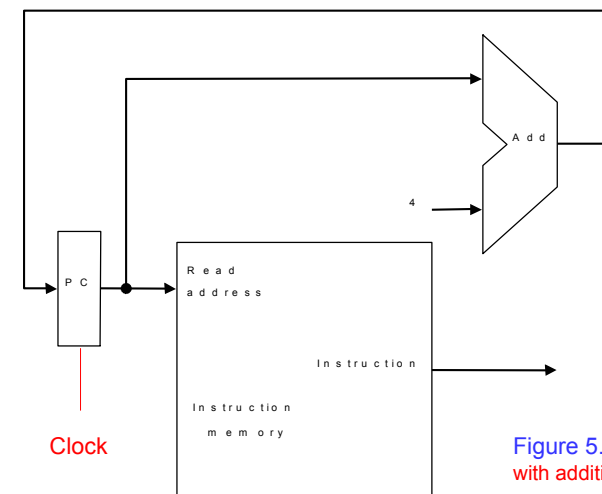 Add
4
PC
Read
address
Instruction
Instruction
memory
Clock
Figure 5.
with additi